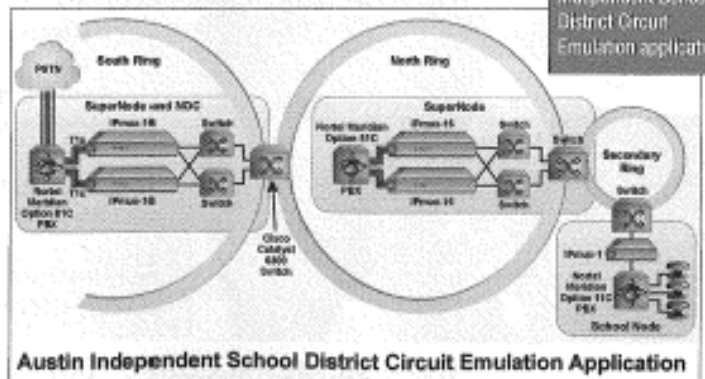 Independent School
District Circuit
Emulation applicati
South Ring
North Ring
PSTN
SuperNode and NOC
SuperNode
Switch
IPmux-16
T1s
Nortel
Meridian
Option 81C
PBX
T1s
IPmux-16
Switch
Cisco
Catalyst
Switch
Nortel Meridian
Option 81C
PBX
IPmux-16
Switch
IPmux-16
Switch
Switch
Secondary
Ring
Switch
IPmux-1
Nortel
Meridian
Option 11C
PBX
School Node
Austin Independent School District Circuit Emulation Application